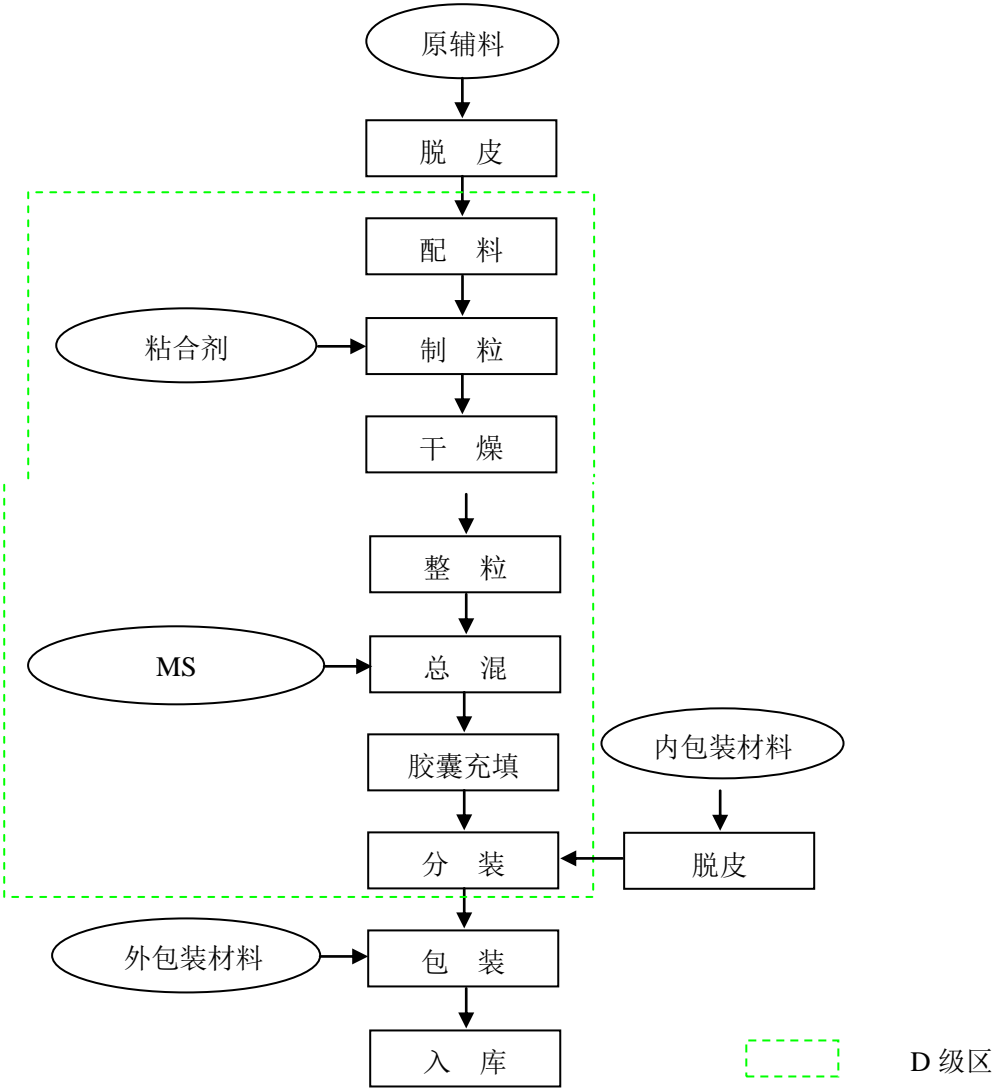 原辅料
脱 皮
配 料
粘合剂
制 粒
干 燥
整 粒
MS
总 混
内包装材料
胶囊充填
分 装
脱皮
外包装材料
包 装
入 库
D 级区